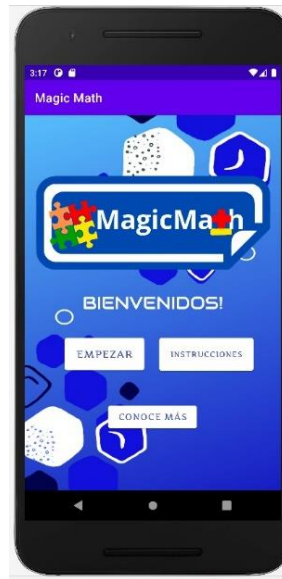 3:17
Magic Math
MagicMath
BIENVENIDOS!
EMPEZAR
INSTRUCCIONES
CONOCE MÁS